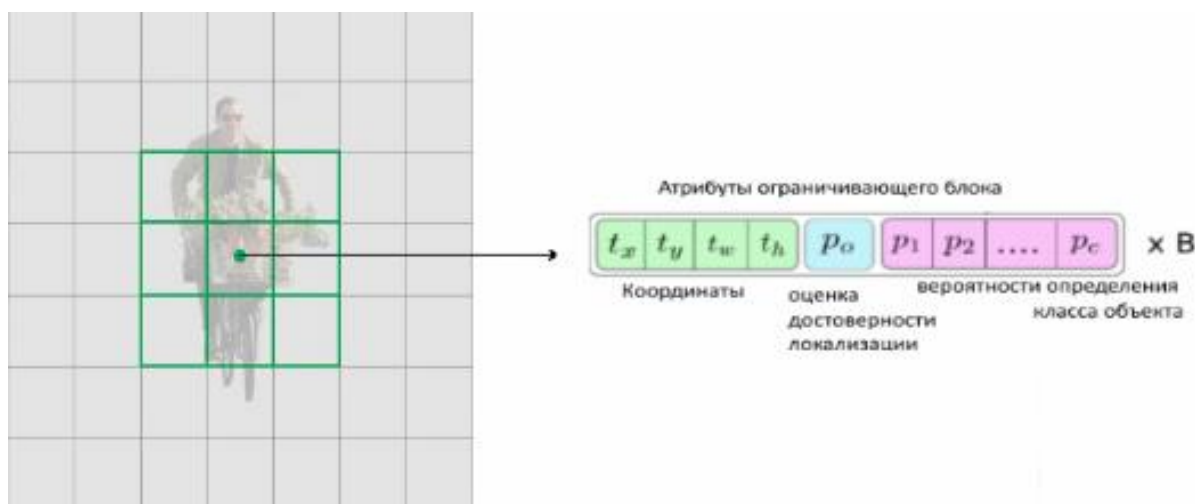 Атрибуты ограничивающего блока
t_x t_y t_w t_h p_o p_1 p_2 .... p_c x B
Координаты
оценка
достоверности
локализации
вероятности определения
класса объекта